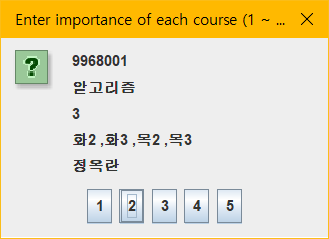 Enter importance of each course (1 ~ ...
9968001
알고리즘
3
화2 ,화3 ,목2 ,목3
정옥란
1 2 3 4 5